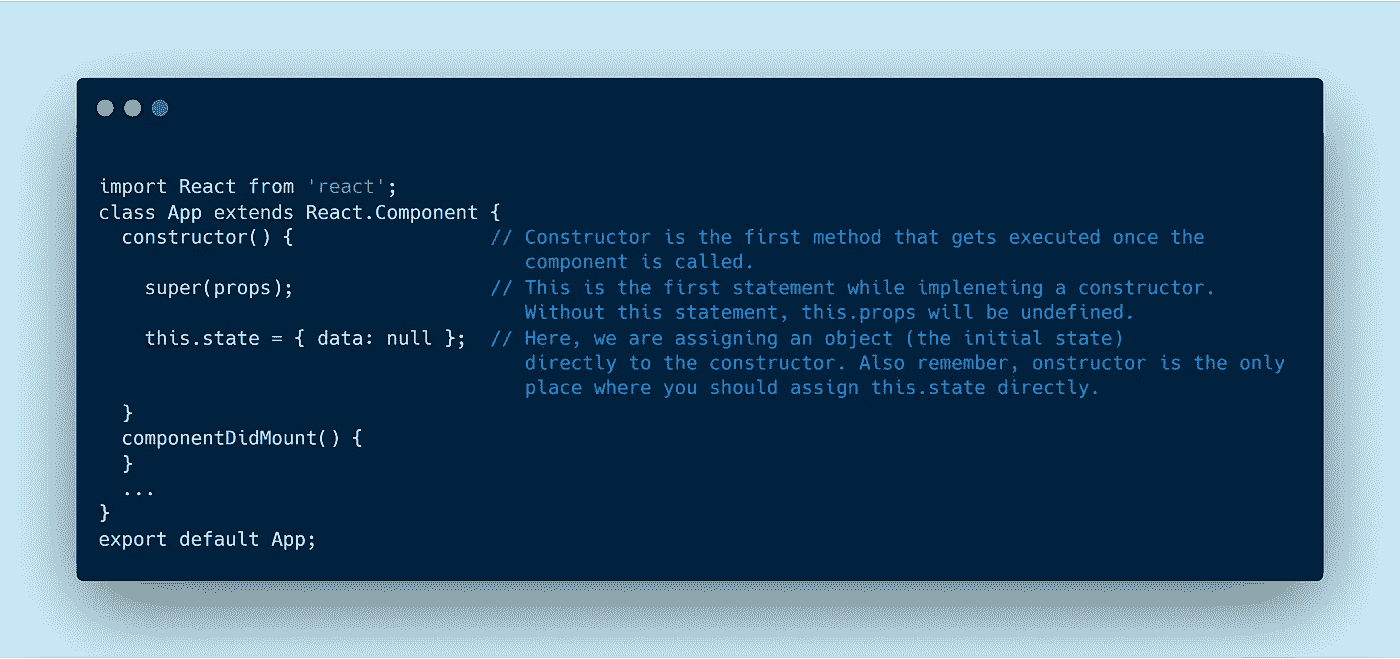 import React from 'react';
class App extends React.Component {
constructor() { // Constructor is the first method that gets executed once the
component is called.
super(props); // This is the first statement while impleneting a constructor.
Without this statement, this.props will be undefined.
this.state = { data: null }; // Here, we are assigning an object (the initial state)
directly to the constructor. Also remember, onstructor is the only
place where you should assign this.state directly.
}
componentDidMount() {
}
...
}
export default App;